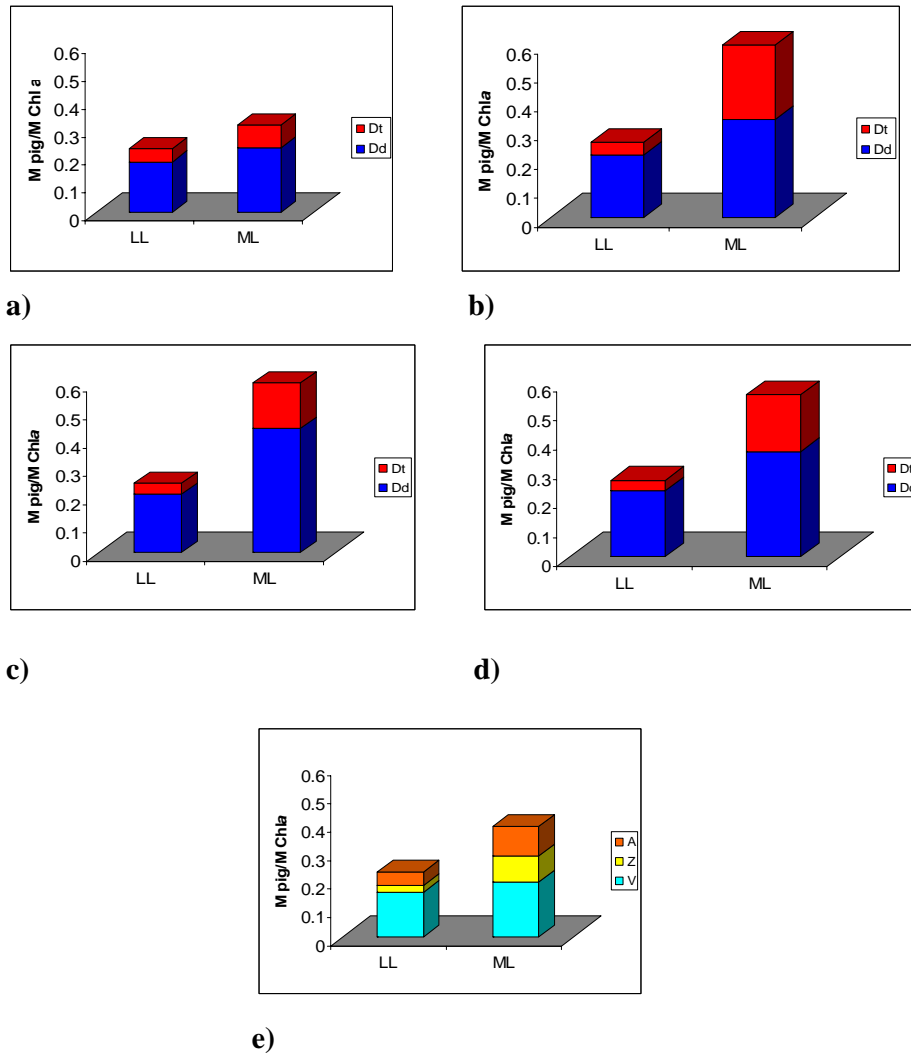 0.6
0.5
0.4
0.3
0.2
0.1
0
M pig/M Chl a
LL
ML
Dt
Dd
a)
0.6
0.5
0.4
0.3
0.2
0.1
0
M pig/M Chla
LL
ML
Dt
Dd
b)
0.6
0.5
0.4
0.3
0.2
0.1
0
M pig/M Chla
LL
ML
Dt
Dd
c)
0.6
0.5
0.4
0.3
0.2
0.1
0
M pig/M Chla
LL
ML
d)
0.6
0.5
0.4
0.3
0.2
0.1
0
M pig/M Chla
LL
ML
A
Z
V
e)